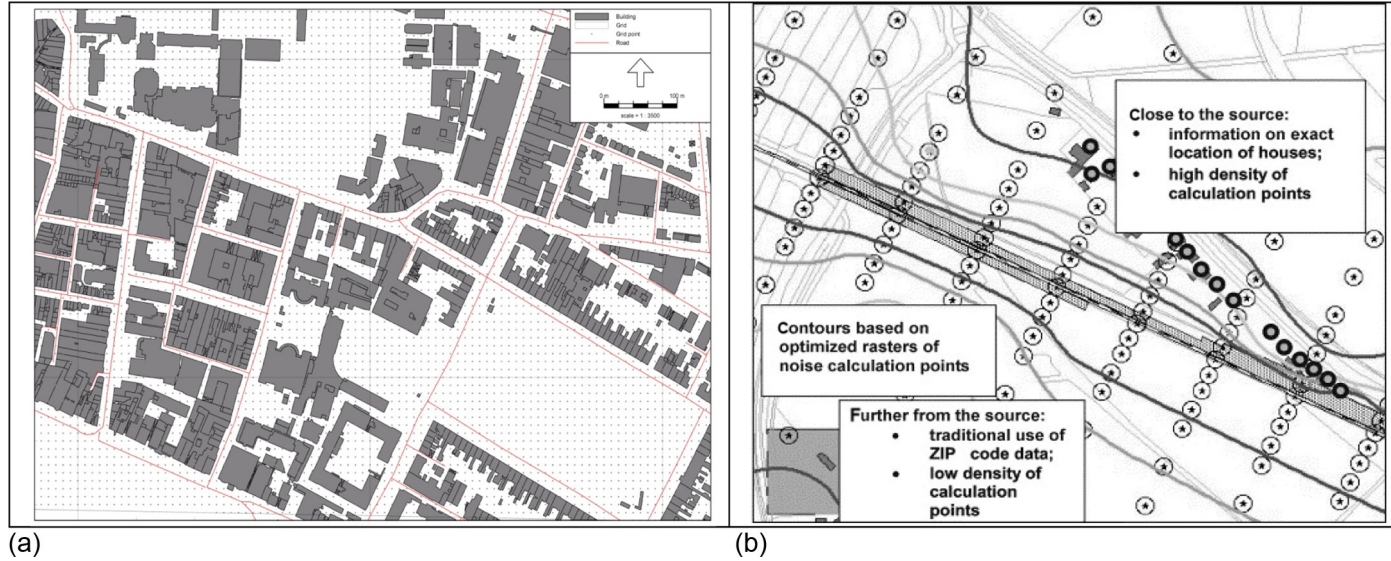 Building
Grid
Grid point
Road
0 m 100 m
scale = 1 : 3500
Close to the source:
• information on exact
location of houses;
• high density of
calculation points
Contours based on
optimized rasters of
noise calculation points
Further from the source:
• traditional use of
ZIP code data;
• low density of
calculation
points
(a)
(b)